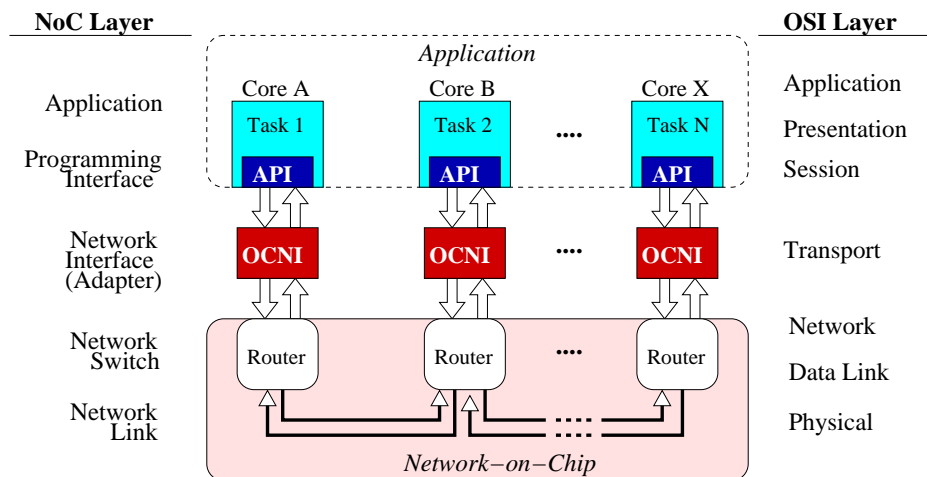 NoC Layer
OSI Layer
Application
Core A
Core B
Core X
Application
Application
Task 1
Task 2
....
Task N
Presentation
Programming
Interface
API
API
API
Session
Network
Interface
(Adapter)
OCNI
OCNI
....
OCNI
Transport
Network
Switch
Router
Router
....
Router
Network
Data Link
Network
Link
Physical
Network-on-Chip